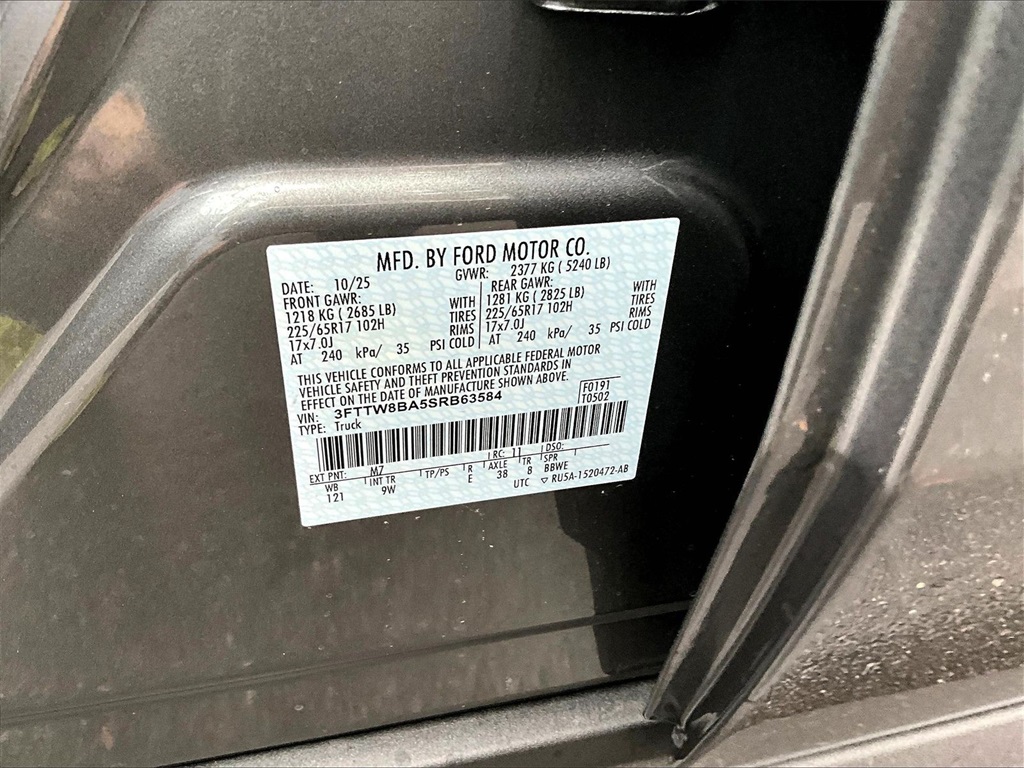 MFD. BY FORD MOTOR CO.
DATE: 10/25 GVWR: 2377 KG ( 5240 LB)
FRONT GAWR: REAR GAWR:
1218 KG ( 2685 LB) WITH 1281 KG ( 2825 LB) WITH
225/65R17 102H TIRES 225/65R17 102H TIRES
17x7.0J RIMS 17x7.0J RIMS
AT 240 kPa/ 35 PSI COLD AT 240 kPa/ 35 PSI COLD
THIS VEHICLE CONFORMS TO ALL APPLICABLE FEDERAL MOTOR
VEHICLE SAFETY AND THEFT PREVENTION STANDARDS IN
EFFECT ON THE DATE OF MANUFACTURE SHOWN ABOVE.
VIN: 3FTTW8BA5SRB63584 F0191
TYPE: Truck T0502
EXT PNT: M7 RC: 11 DSO:
WB INT TR TP/PS R AXLE TR SPR
121 9W E 38 8 BBWE
UTC ▽ RU5A-1520472-AB